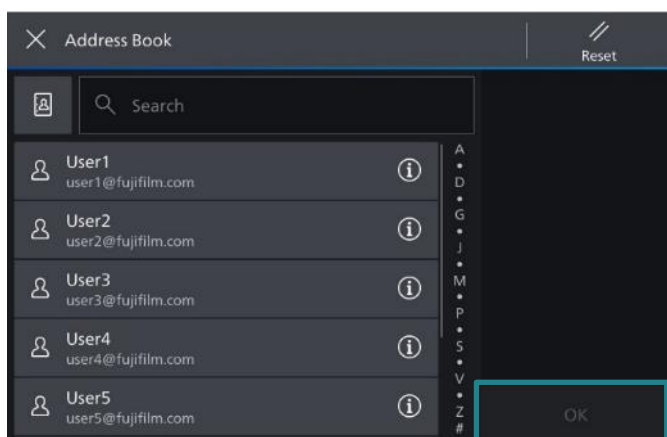 Address Book
Reset
Search
User1
user1@fujifilm.com
User2
user2@fujifilm.com
User3
user3@fujifilm.com
User4
user4@fujifilm.com
User5
user5@fujifilm.com
A
D
G
J
M
P
S
V
Z
#
OK